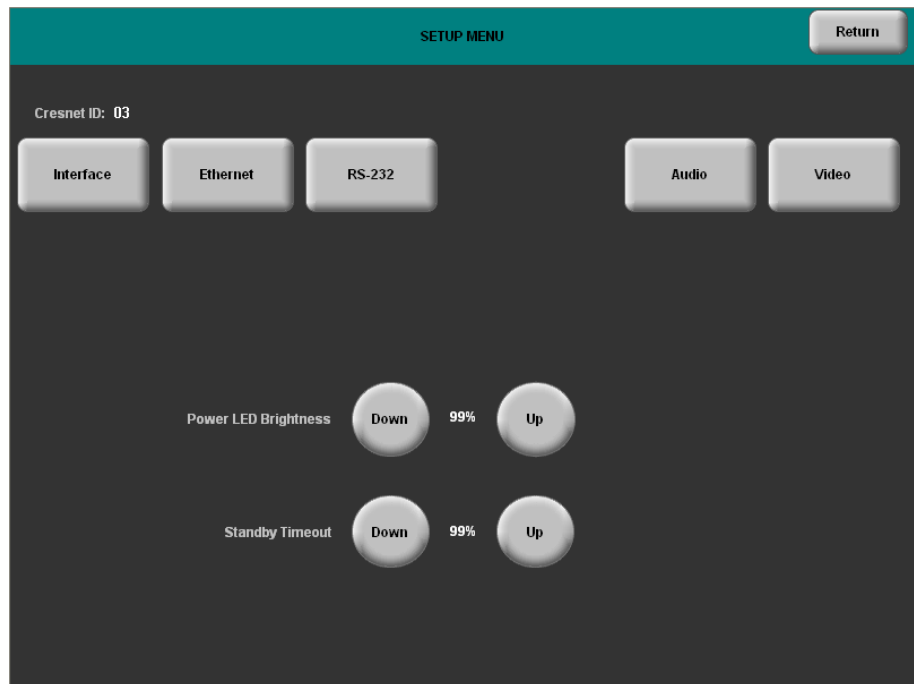 SETUP MENU
Return
Cresnet ID: 03
Interface
Ethernet
RS-232
Audio
Video
Power LED Brightness
Down
99%
Up
Standby Timeout
Down
99%
Up